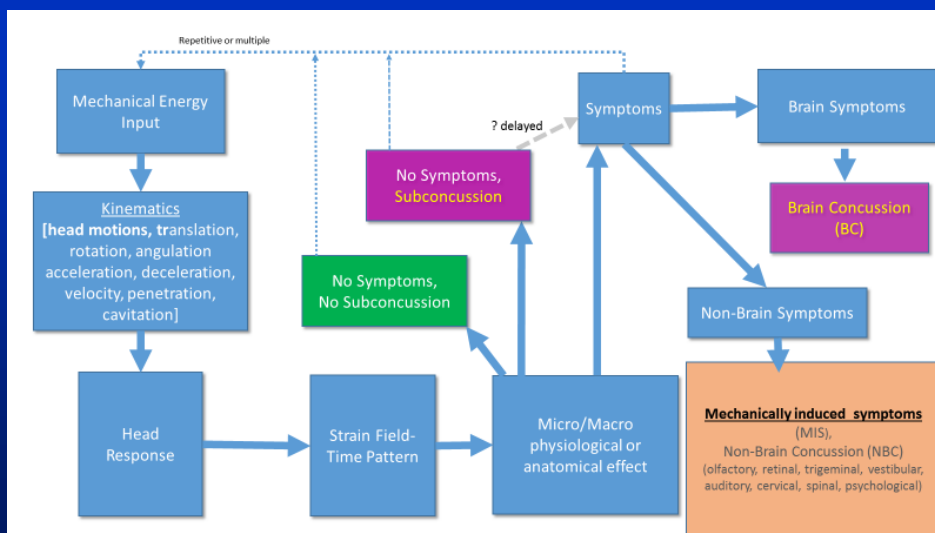 Repetitive or multiple
Mechanical Energy
Input
Symptoms
Brain Symptoms
? delayed
No Symptoms,
Subconcussion
Brain Concussion
(BC)
Kinematics
[head motions, translation,
rotation, angulation
acceleration, deceleration,
velocity, penetration,
cavitation]
No Symptoms,
No Subconcussion
Non-Brain Symptoms
Head
Response
Strain Field-
Time Pattern
Micro/Macro
physiological or
anatomical effect
Mechanically induced symptoms
(MIS),
Non-Brain Concussion (NBC)
(olfactory, retinal, trigeminal, vestibular,
auditory, cervical, spinal, psychological)